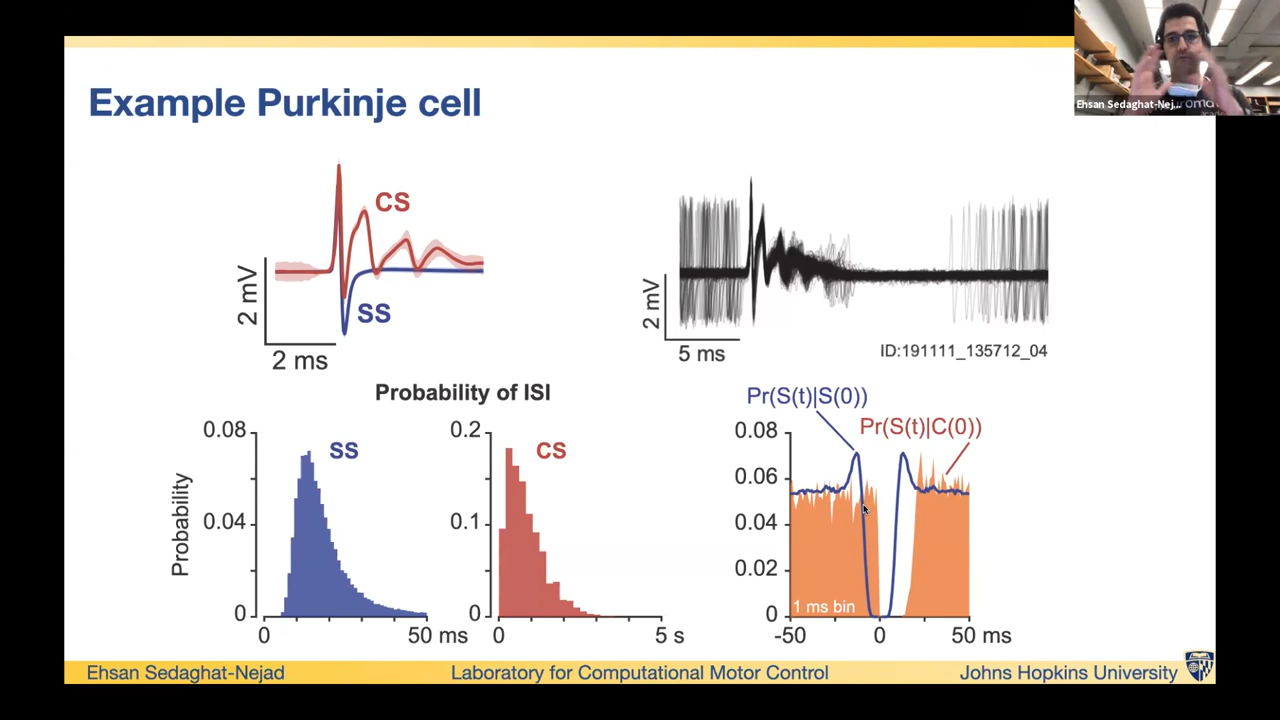 Example Purkinje cell
Ehsan Sedaghat-Nej...
CS
SS
2 mV
2 ms
2 mV
5 ms
ID:191111_135712_04
Probability of ISI
Probability
0.08
0.04
0
SS
0
50 ms
0.2
0.1
0
CS
0
5 s
Pr(S(t)|S(0))
Pr(S(t)|C(0))
0.08
0.06
0.04
0.02
0
1 ms bin
-50
0
50 ms
Ehsan Sedaghat-Nejad
Laboratory for Computational Motor Control
Johns Hopkins University